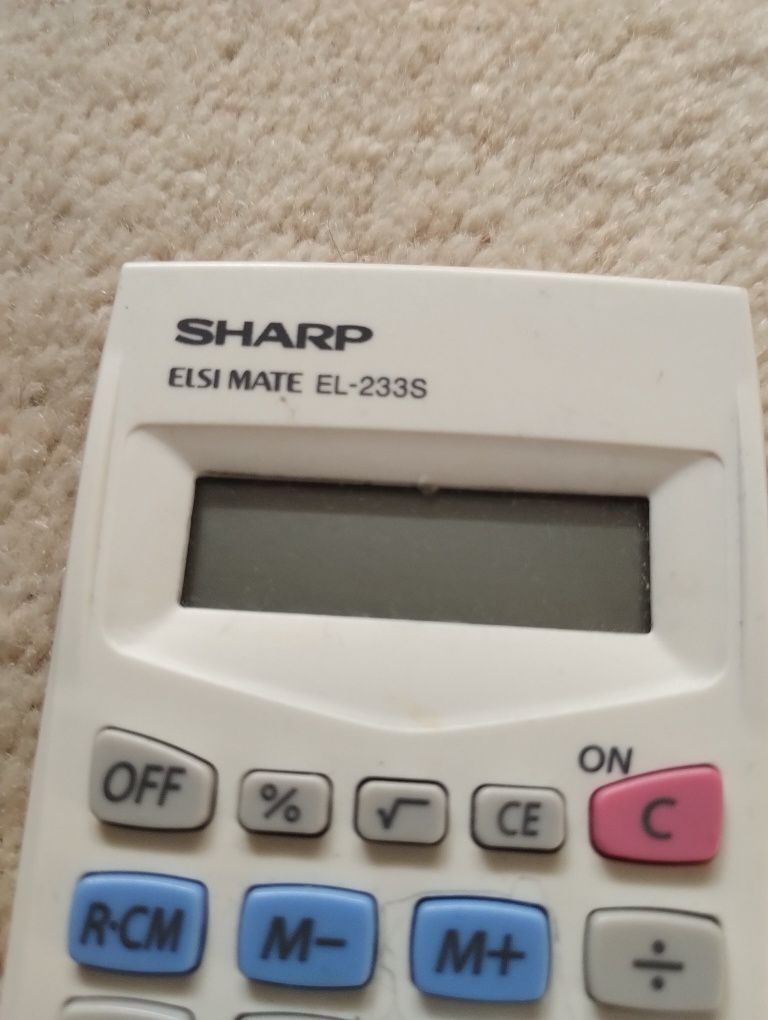 SHARP
ELSI MATE EL-233S
ON
OFF % √ CE C
R·CM M− M+ ÷